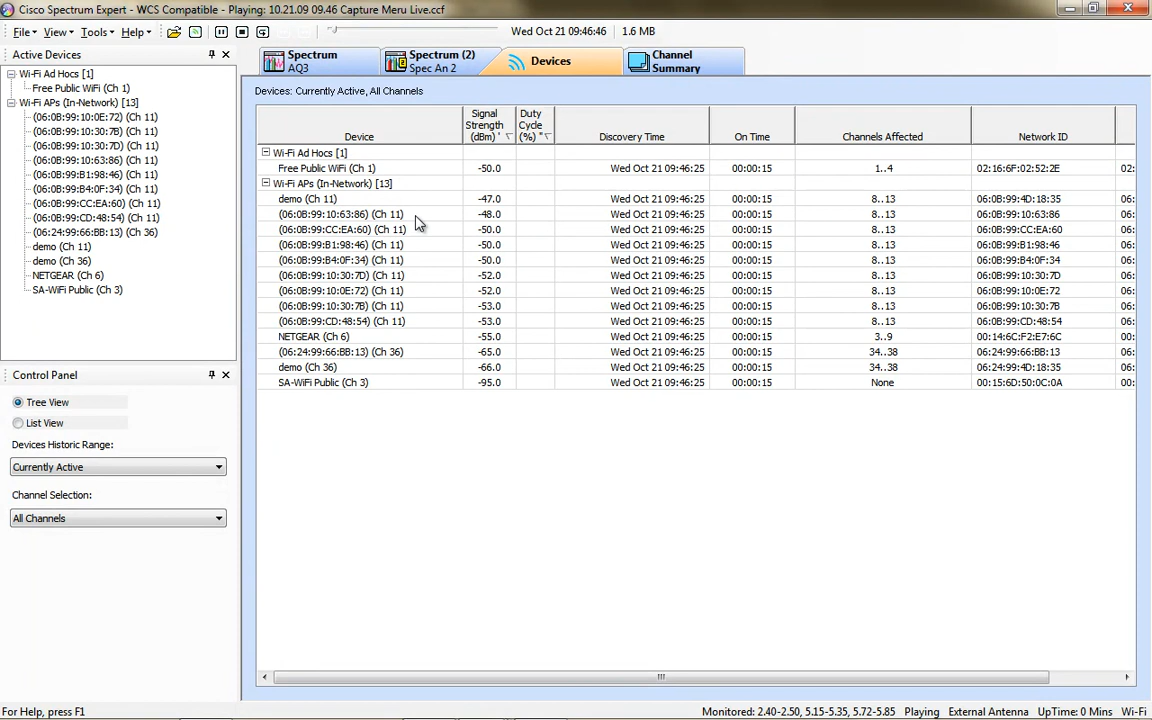 Cisco Spectrum Expert - WCS Compatible - Playing: 10.21.09 09.46 Capture Meru Live.ccf
File View Tools Help Wed Oct 21 09:46:46 1.6 MB
Active Devices
Wi-Fi Ad Hocs [1]
Free Public WiFi (Ch 1)
Wi-Fi APs (In-Network) [13]
(06:0B:99:10:0E:72) (Ch 11)
(06:0B:99:10:30:7B) (Ch 11)
(06:0B:99:10:30:7D) (Ch 11)
(06:0B:99:10:63:86) (Ch 11)
(06:0B:99:B1:98:46) (Ch 11)
(06:0B:99:B4:0F:34) (Ch 11)
(06:0B:99:CC:EA:60) (Ch 11)
(06:0B:99:CD:48:54) (Ch 11)
(06:24:99:66:BB:13) (Ch 36)
demo (Ch 11)
demo (Ch 36)
NETGEAR (Ch 6)
SA-WiFi Public (Ch 3)
Control Panel
Tree View
List View
Devices Historic Range:
Currently Active
Channel Selection:
All Channels
Spectrum AQ3
Spectrum (2) Spec An 2
Devices
Channel Summary
Devices: Currently Active, All Channels
Device Signal Strength (dBm) ' Duty Cycle (%) " Discovery Time On Time Channels Affected Network ID
Wi-Fi Ad Hocs [1]
Free Public WiFi (Ch 1) -50.0 Wed Oct 21 09:46:25 00:00:15 1..4 02:16:6F:02:52:2E 02:
Wi-Fi APs (In-Network) [13]
demo (Ch 11) -47.0 Wed Oct 21 09:46:25 00:00:15 8..13 06:0B:99:4D:18:35 06:
(06:0B:99:10:63:86) (Ch 11) -48.0 Wed Oct 21 09:46:25 00:00:15 8..13 06:0B:99:10:63:86 06:
(06:0B:99:CC:EA:60) (Ch 11) -50.0 Wed Oct 21 09:46:25 00:00:15 8..13 06:0B:99:CC:EA:60 06:
(06:0B:99:B1:98:46) (Ch 11) -50.0 Wed Oct 21 09:46:25 00:00:15 8..13 06:0B:99:B1:98:46 06:
(06:0B:99:B4:0F:34) (Ch 11) -50.0 Wed Oct 21 09:46:25 00:00:15 8..13 06:0B:99:B4:0F:34 06:
(06:0B:99:10:30:7D) (Ch 11) -52.0 Wed Oct 21 09:46:25 00:00:15 8..13 06:0B:99:10:30:7D 06:
(06:0B:99:10:0E:72) (Ch 11) -52.0 Wed Oct 21 09:46:25 00:00:15 8..13 06:0B:99:10:0E:72 06:
(06:0B:99:10:30:7B) (Ch 11) -53.0 Wed Oct 21 09:46:25 00:00:15 8..13 06:0B:99:10:30:7B 06:
(06:0B:99:CD:48:54) (Ch 11) -53.0 Wed Oct 21 09:46:25 00:00:15 8..13 06:0B:99:CD:48:54 06:
NETGEAR (Ch 6) -55.0 Wed Oct 21 09:46:25 00:00:15 3..9 00:14:6C:F2:E7:6C 00:
(06:24:99:66:BB:13) (Ch 36) -65.0 Wed Oct 21 09:46:25 00:00:15 34..38 06:24:99:66:BB:13 06:
demo (Ch 36) -66.0 Wed Oct 21 09:46:25 00:00:15 34..38 06:24:99:4D:18:35 06:
SA-WiFi Public (Ch 3) -95.0 Wed Oct 21 09:46:25 00:00:15 None 00:15:6D:50:0C:0A 00:
For Help, press F1 Monitored: 2.40-2.50, 5.15-5.35, 5.72-5.85 Playing External Antenna UpTime: 0 Mins Wi-Fi